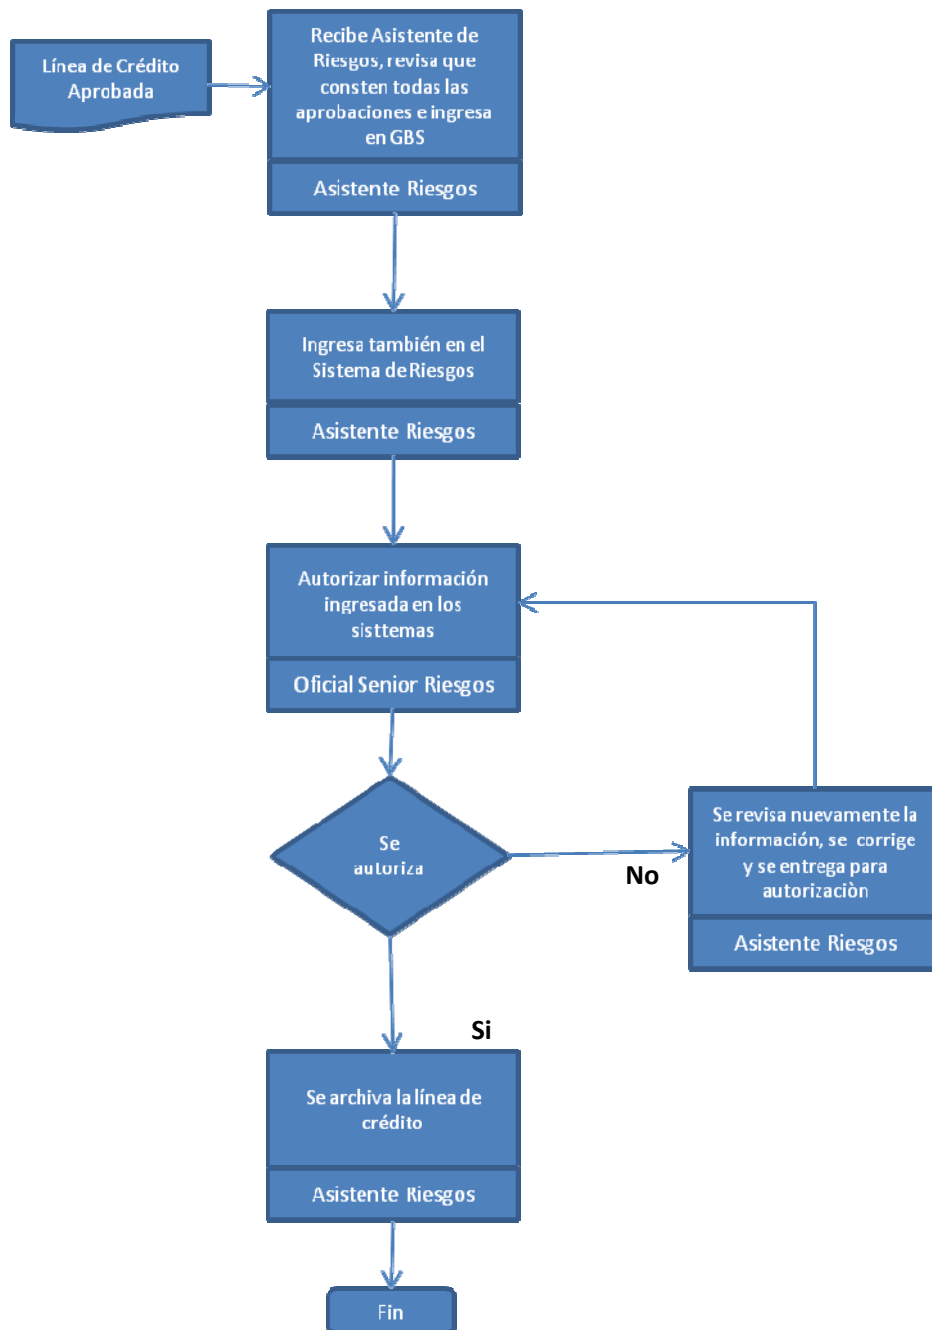 Línea de Crédito
Aprobada
Recibe Asistente de
Riesgos, revisa que
consten todas las
aprobaciones e ingresa
en GBS
Asistente Riesgos
Ingresa también en el
Sistema de Riesgos
Asistente Riesgos
Autorizar información
ingresada en los
sisttemas
Oficial Senior Riesgos
Se
autoriza
No
Se revisa nuevamente la
información, se corrige
y se entrega para
autorizaciòn
Asistente Riesgos
Si
Se archiva la línea de
crédito
Asistente Riesgos
Fin